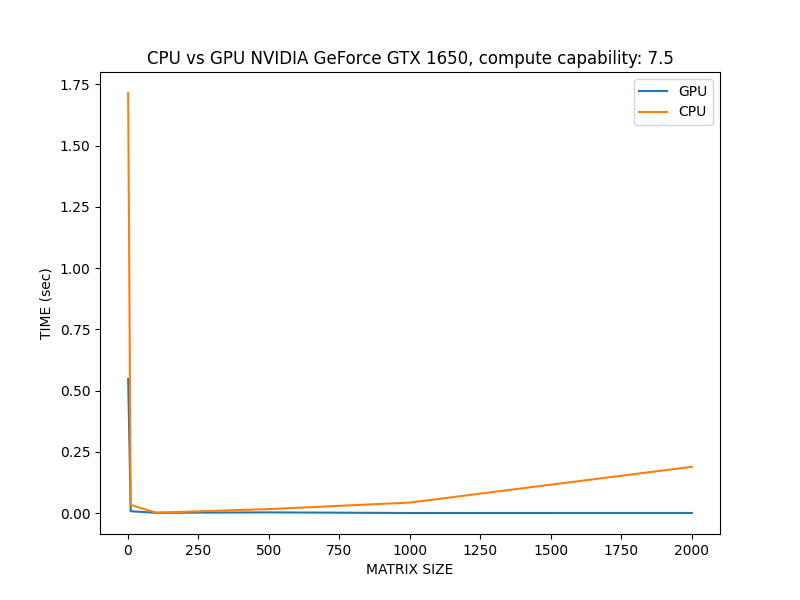 CPU vs GPU NVIDIA GeForce GTX 1650, compute capability: 7.5
GPU
CPU
1.75
1.50
1.25
1.00
0.75
0.50
0.25
0.00
TIME (sec)
0 250 500 750 1000 1250 1500 1750 2000
MATRIX SIZE